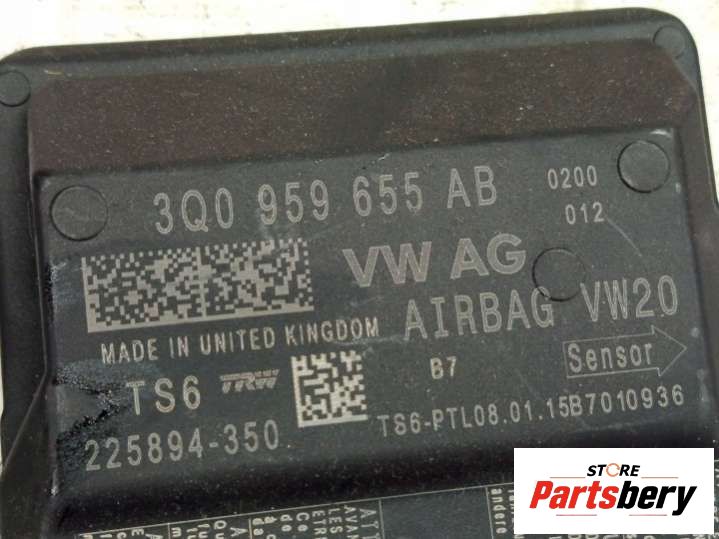 3Q0 959 655 AB
0200
012
VW AG
AIRBAG VW20
MADE IN UNITED KINGDOM
B7
Sensor
TS6 TRW
225894-350
TS6-PTL08.01.15B7010936
STORE
Partsbery